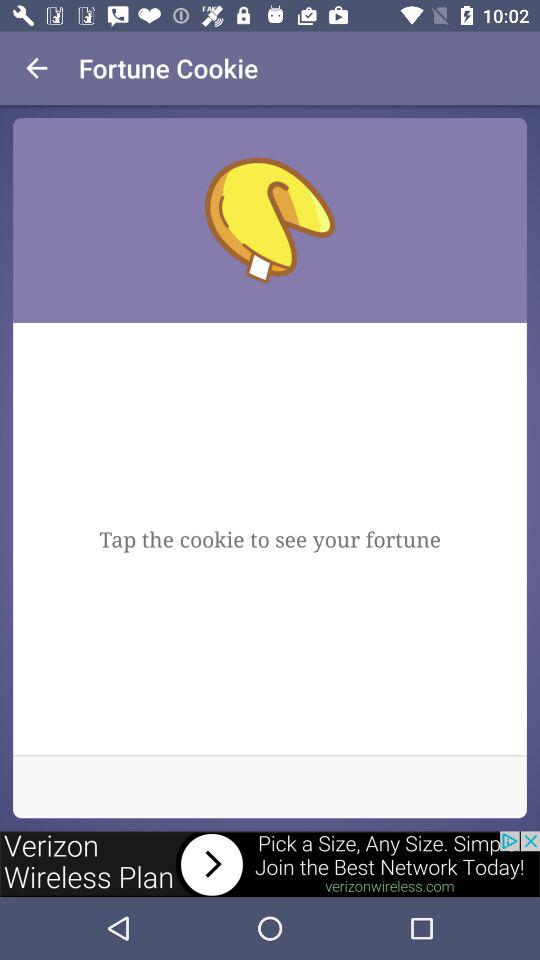 FAKE
10:02
Fortune Cookie
Tap the cookie to see your fortune
Verizon
Wireless Plan
Pick a Size, Any Size. Simp
Join the Best Network Today!
verizonwireless.com